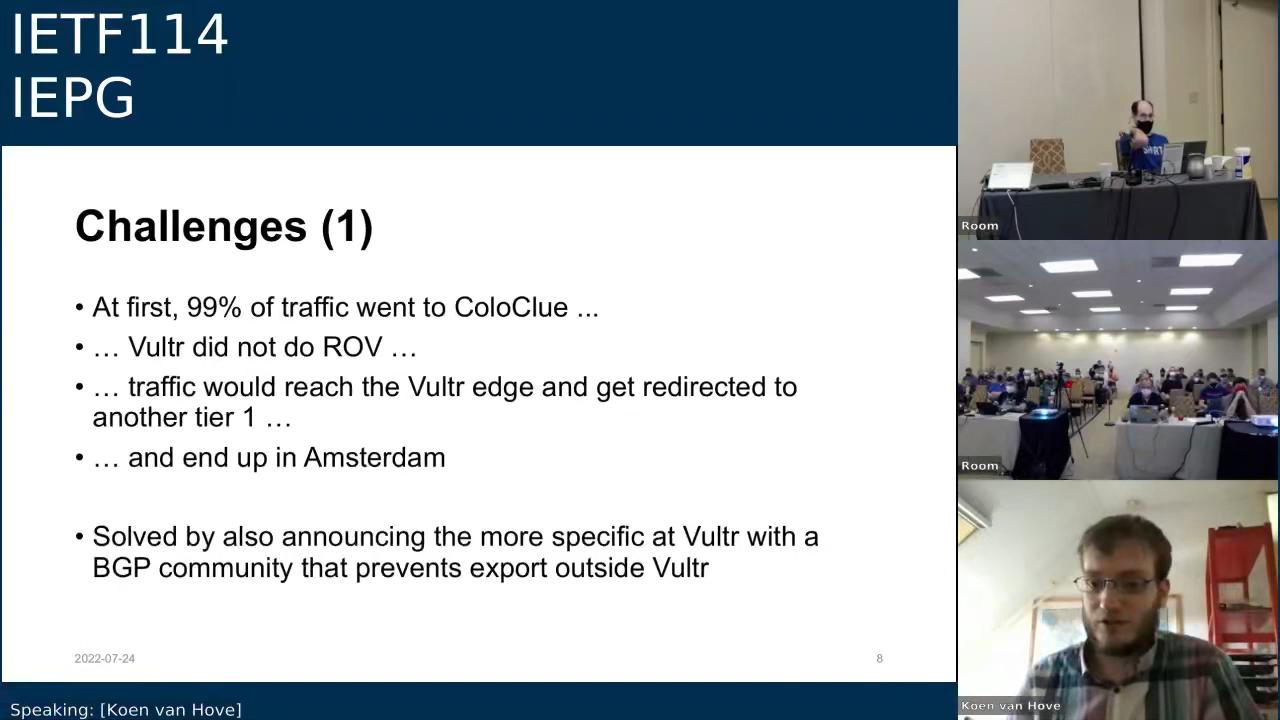 IETF114
IEPG
Challenges (1)
• At first, 99% of traffic went to ColoClue ...
• … Vultr did not do ROV …
• … traffic would reach the Vultr edge and get redirected to
another tier 1 …
• … and end up in Amsterdam
• Solved by also announcing the more specific at Vultr with a
BGP community that prevents export outside Vultr
2022-07-24
8
Speaking: [Koen van Hove]
Room
Room
Koen van Hove